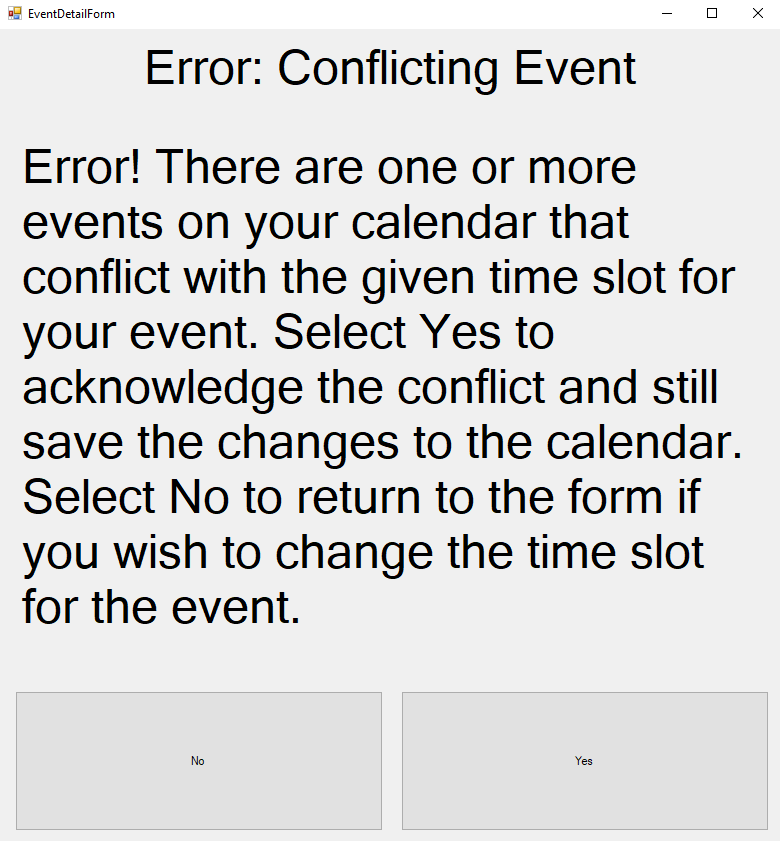 EventDetailForm
Error: Conflicting Event
Error! There are one or more
events on your calendar that
conflict with the given time slot for
your event. Select Yes to
acknowledge the conflict and still
save the changes to the calendar.
Select No to return to the form if
you wish to change the time slot
for the event.
No
Yes